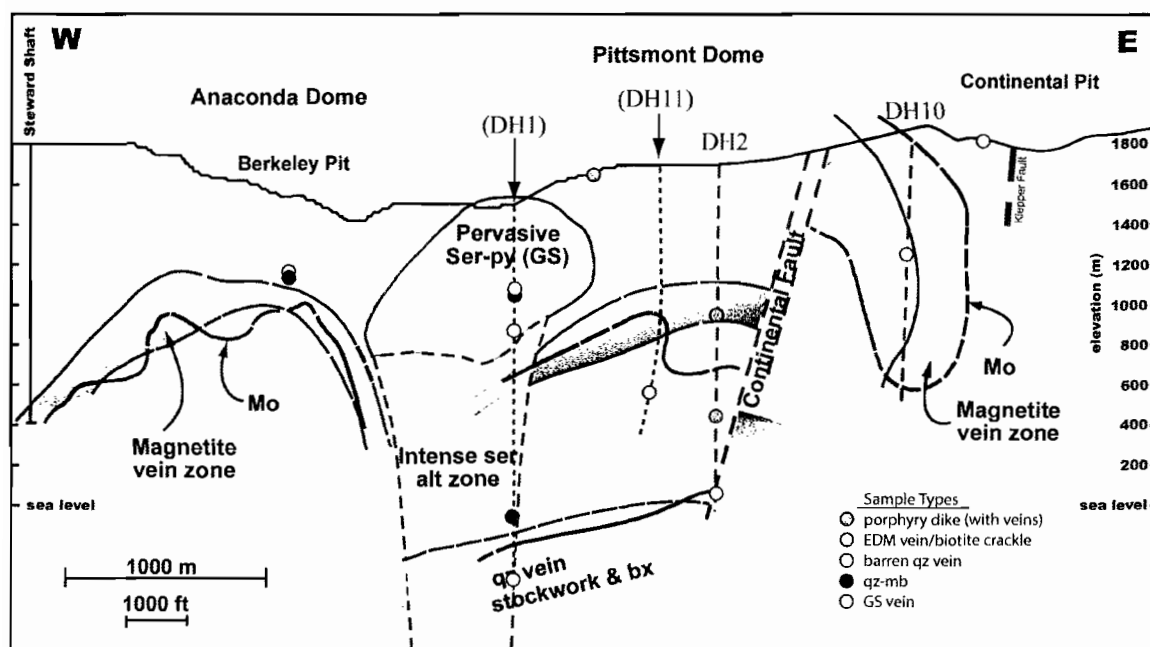 W
E
Steward Shaft
Pittsmont Dome
Continental Pit
Anaconda Dome
(DH11)
DH10
(DH1)
DH2
Berkeley Pit
Klepper Fault
Pervasive
Ser-py (GS)
1800
1600
1400
1200
1000
800
600
400
200
elevation (m)
Continental Fault
Mo
Mo
Magnetite
vein zone
Magnetite
vein zone
Intense ser
alt zone
sea level
sea level
qz vein
stockwork & bx
1000 m
1000 ft
Sample Types
porphyry dike (with veins)
EDM vein/biotite crackle
barren qz vein
qz-mb
GS vein